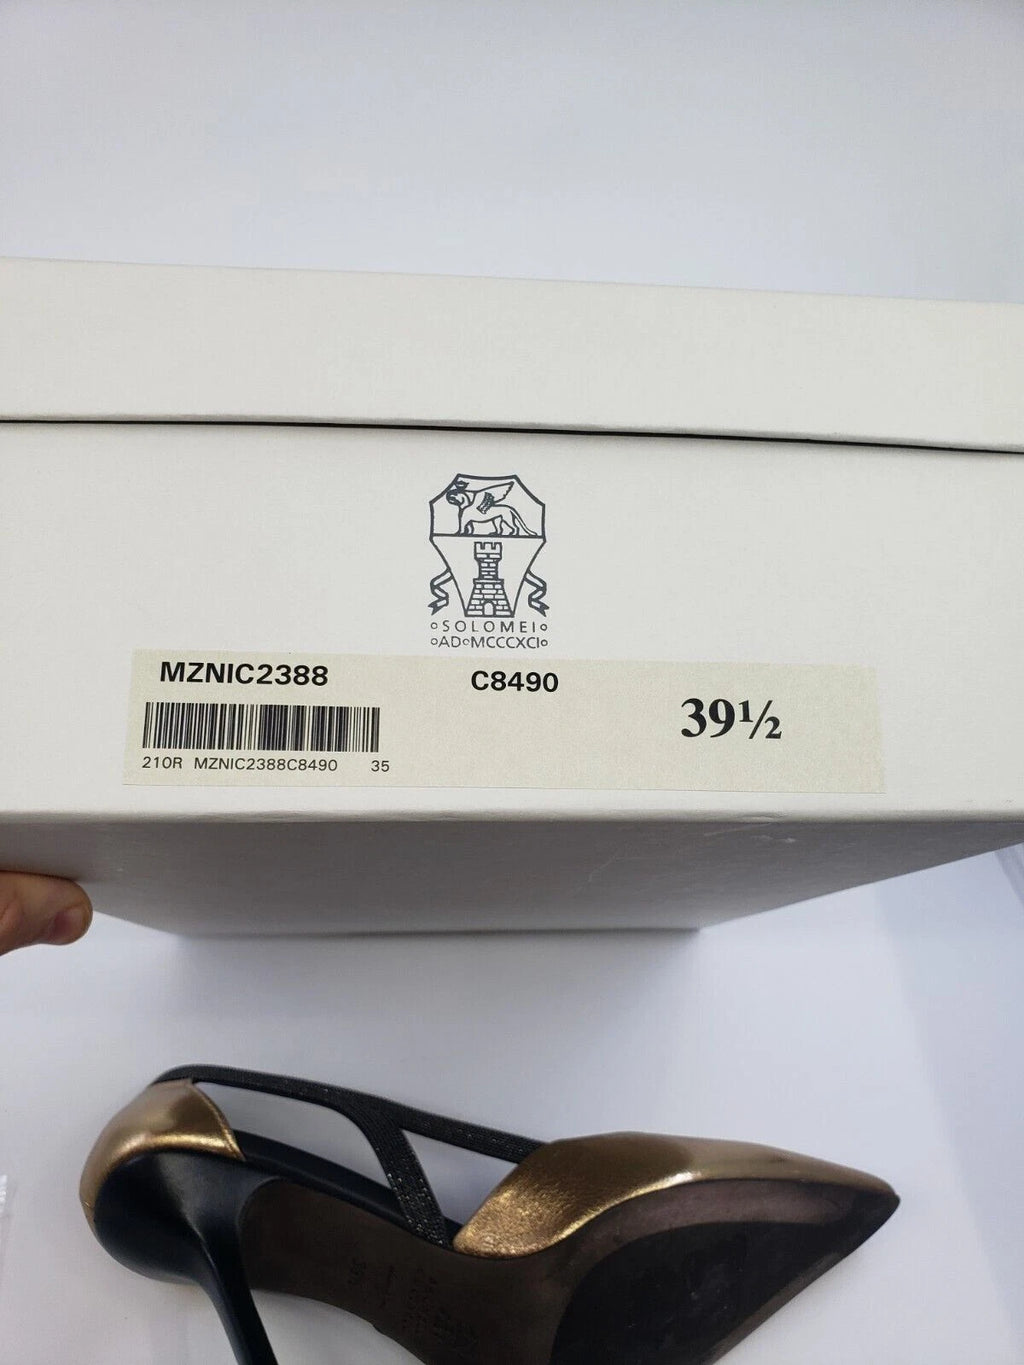 ∘SOLOMEI∘
∘AD∘MCCCXCI∘
MZNIC2388 C8490 39½
210R MZNIC2388C8490 35